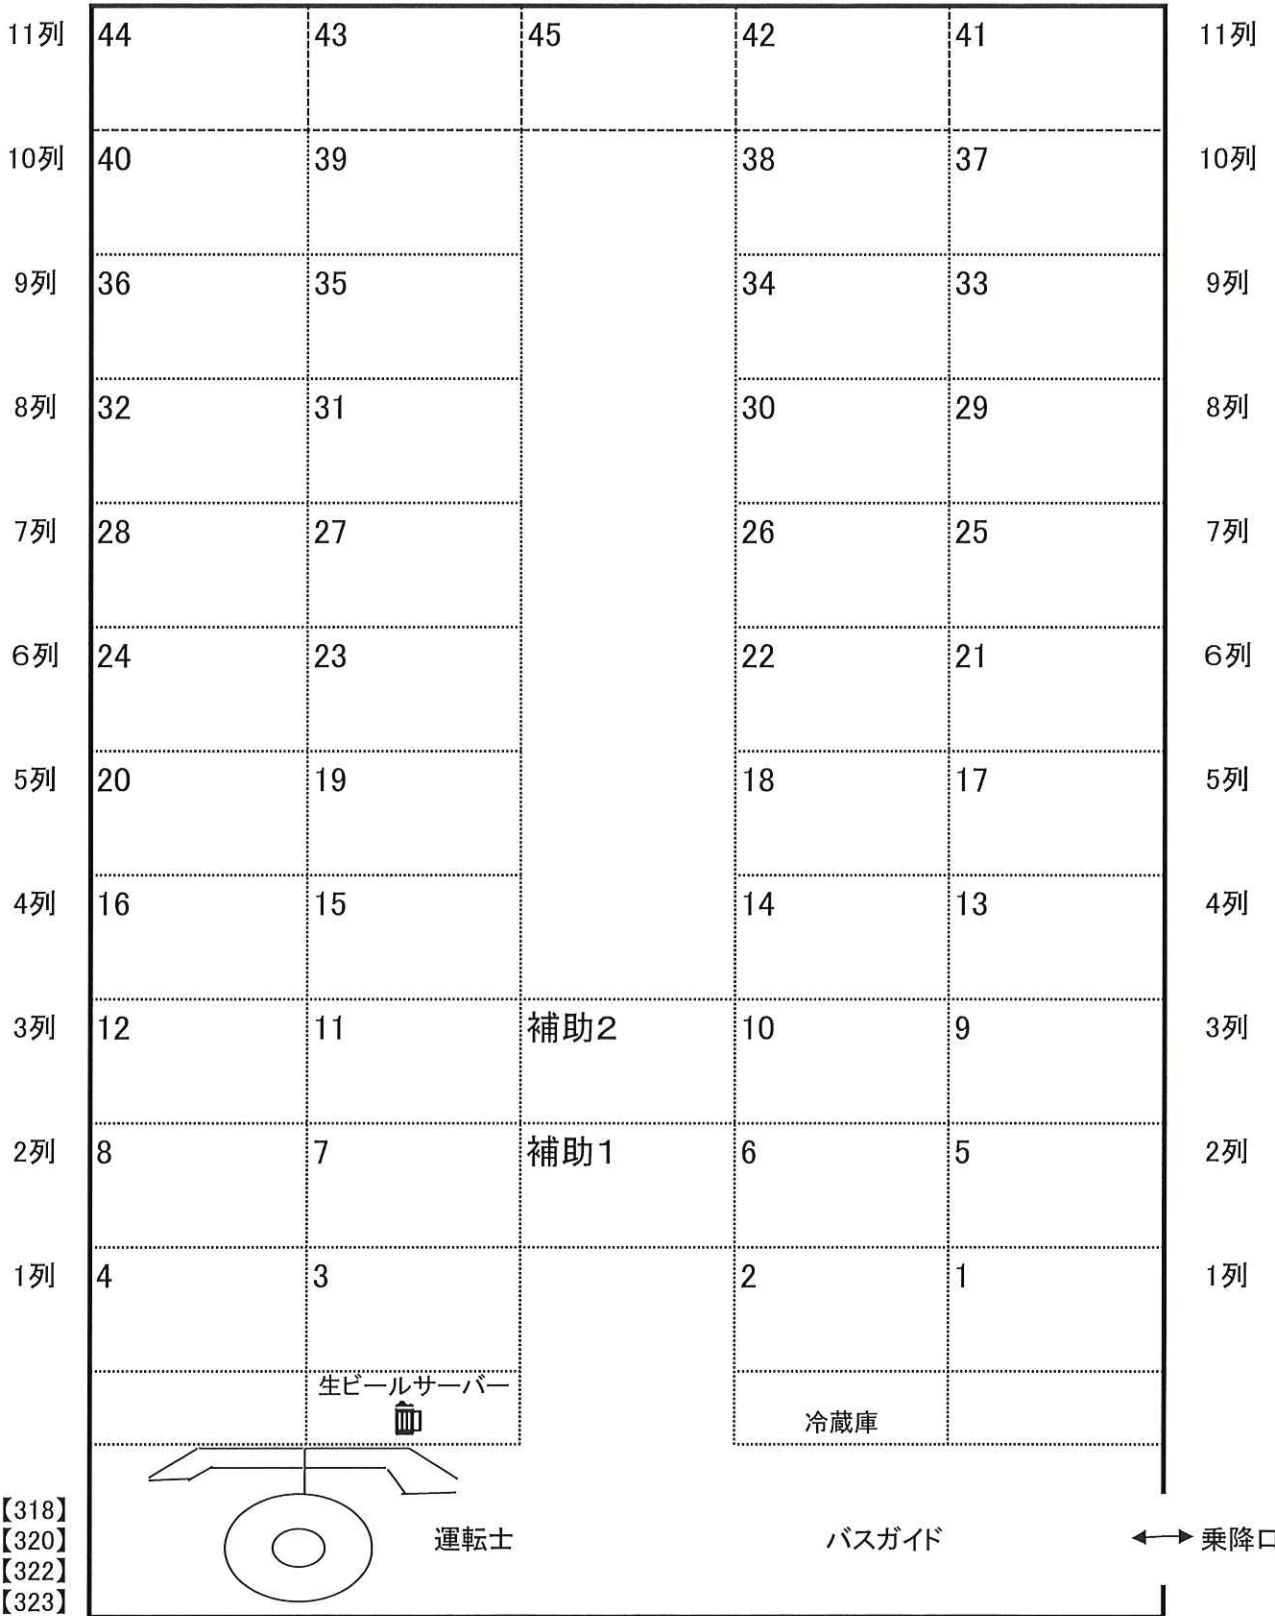 11列 44 43 45 42 41 11列
10列 40 39 38 37 10列
9列 36 35 34 33 9列
8列 32 31 30 29 8列
7列 28 27 26 25 7列
6列 24 23 22 21 6列
5列 20 19 18 17 5列
4列 16 15 14 13 4列
3列 12 11 補助2 10 9 3列
2列 8 7 補助1 6 5 2列
1列 4 3 2 1 1列
生ビールサーバー
冷蔵庫
【318】
【320】 運転士 バスガイド 乗降口
【322】
【323】